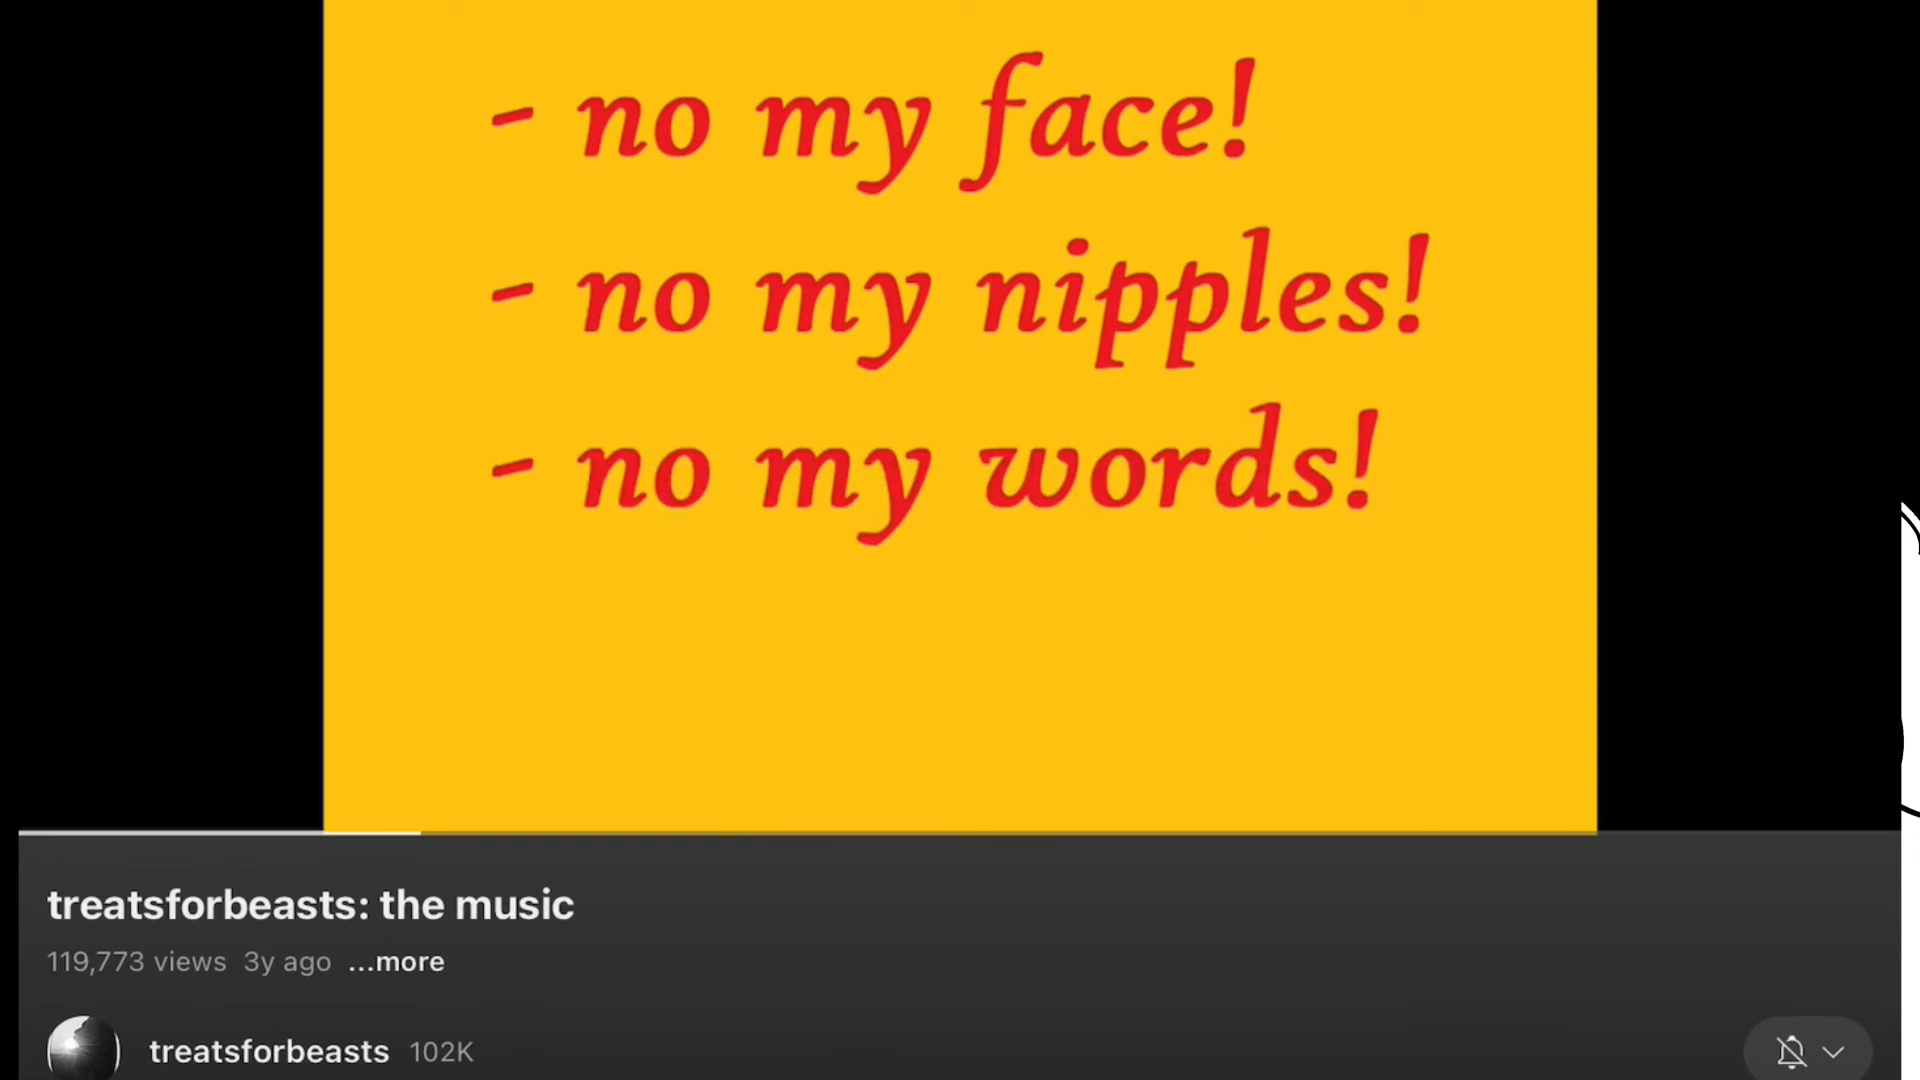 - no my face!
- no my nipples!
- no my words!
treatsforbeasts: the music
119,773 views 3y ago ...more
treatsforbeasts 102K